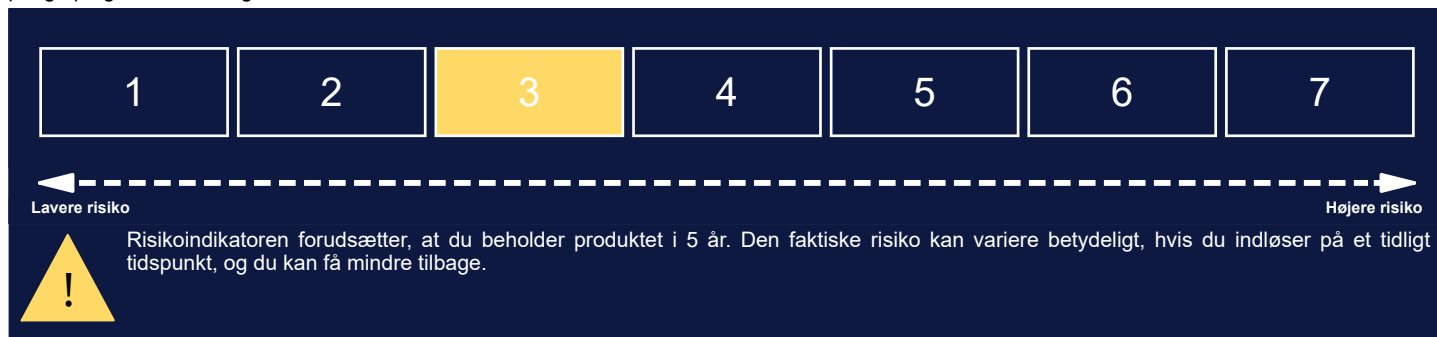 1 2 3 4 5 6 7
Lavere risiko Højere risiko
Risikoindikatoren forudsætter, at du beholder produktet i 5 år. Den faktiske risiko kan variere betydeligt, hvis du indløser på et tidligt
tidspunkt, og du kan få mindre tilbage.
!